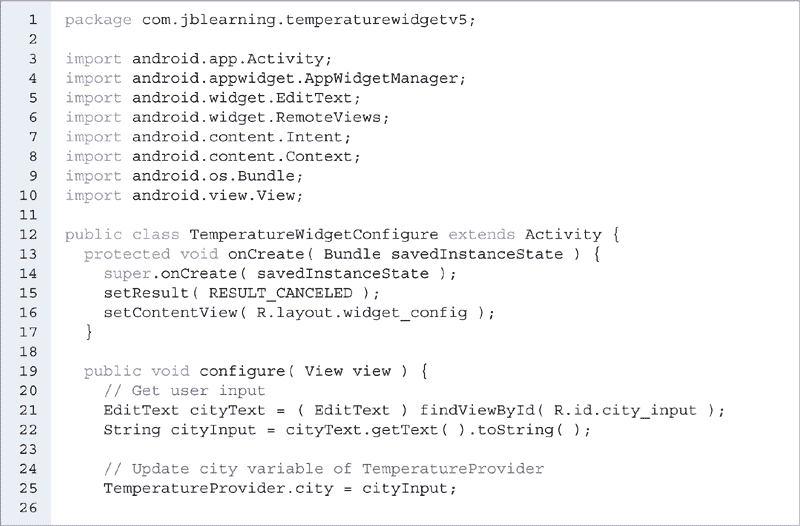 1 package com.jblearning.temperaturewidgetv5;
2
3 import android.app.Activity;
4 import android.appwidget.AppWidgetManager;
5 import android.widget.EditText;
6 import android.widget.RemoteViews;
7 import android.content.Intent;
8 import android.content.Context;
9 import android.os.Bundle;
10 import android.view.View;
11
12 public class TemperatureWidgetConfigure extends Activity {
13   protected void onCreate( Bundle savedInstanceState ) {
14     super.onCreate( savedInstanceState );
15     setResult( RESULT_CANCELED );
16     setContentView( R.layout.widget_config );
17   }
18
19   public void configure( View view ) {
20     // Get user input
21     EditText cityText = ( EditText ) findViewById( R.id.city_input );
22     String cityInput = cityText.getText( ).toString( );
23
24     // Update city variable of TemperatureProvider
25     TemperatureProvider.city = cityInput;
26